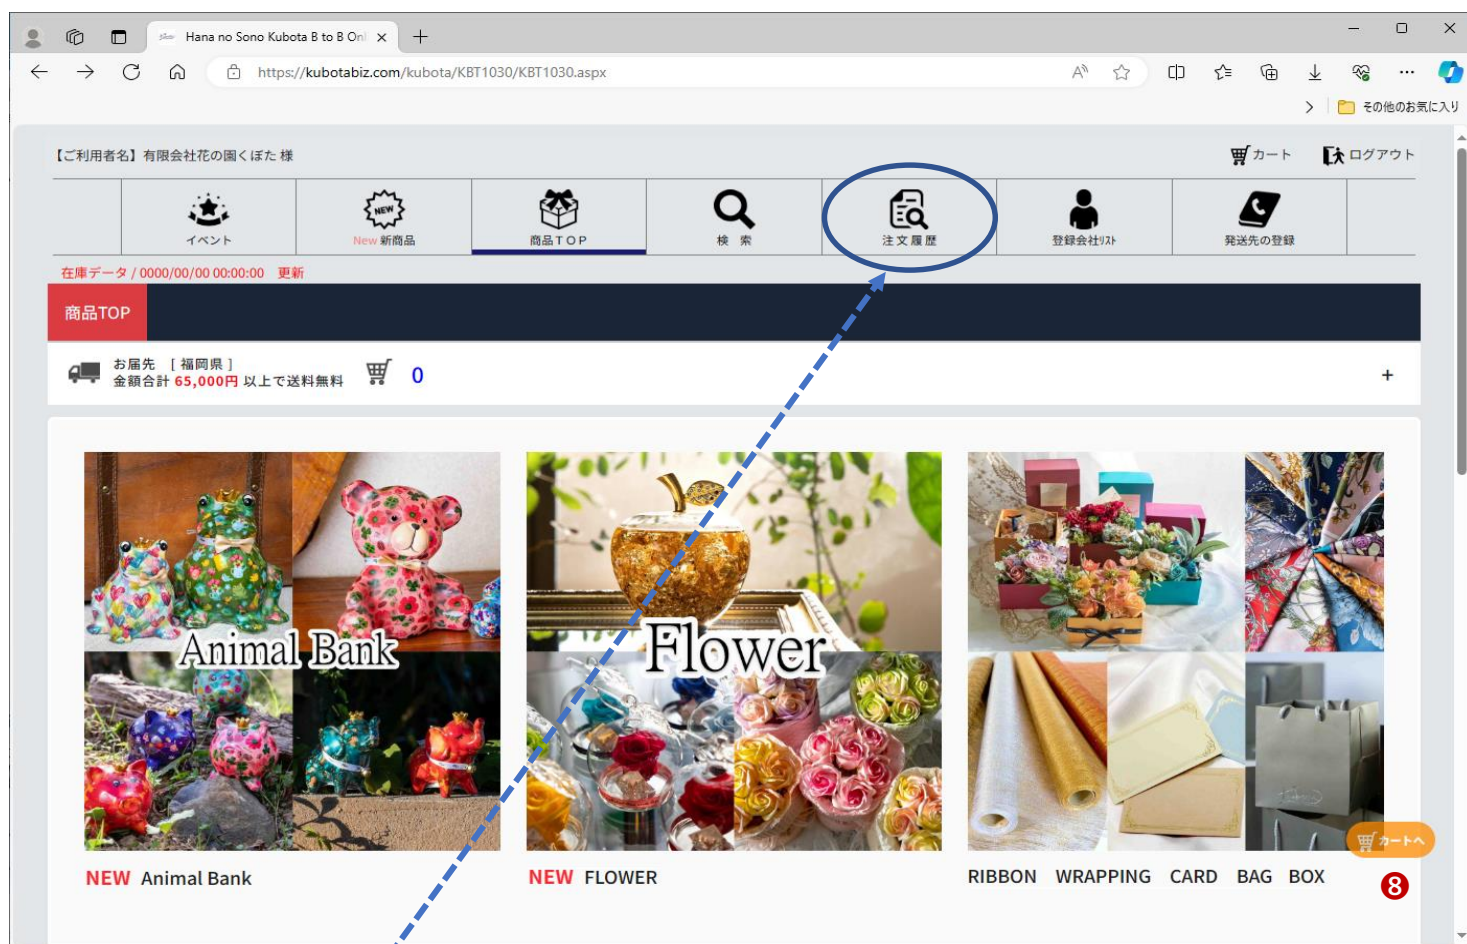 Hana no Sono Kubota B to B Onl
https://kubotabiz.com/kubota/KBT1030/KBT1030.aspx
その他のお気に入り
【ご利用者名】有限会社花の園くぼた 様
カート
ログアウト
イベント
NEW
New 新商品
商品TOP
検 索
注文履歴
登録会社ﾘｽﾄ
発送先の登録
在庫データ / 0000/00/00 00:00:00 更新
商品TOP
お届先 ［ 福岡県 ］
金額合計 65,000円 以上で送料無料
0
+
Animal Bank
Flower
カートへ
NEW Animal Bank
NEW FLOWER
RIBBON WRAPPING CARD BAG BOX
8